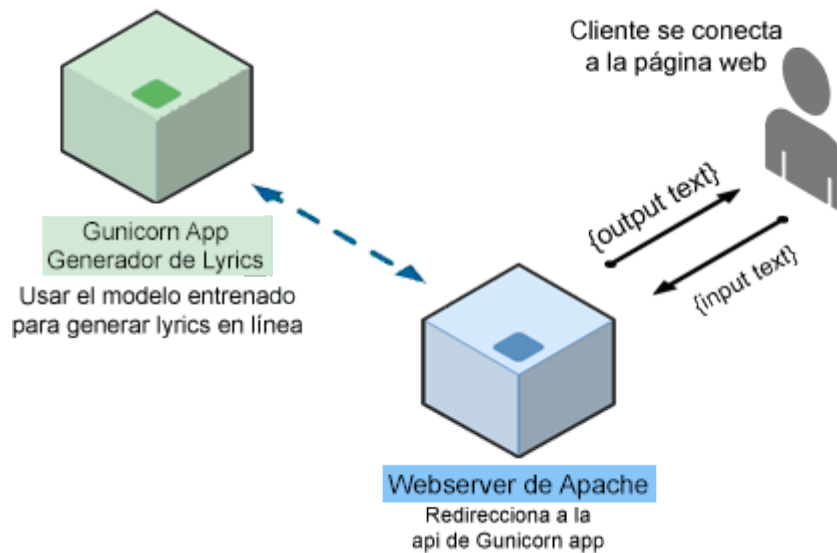 Cliente se conecta
a la página web
{output text}
{input text}
Gunicorn App
Generador de Lyrics
Usar el modelo entrenado
para generar lyrics en línea
Webserver de Apache
Redirecciona a la
api de Gunicorn app